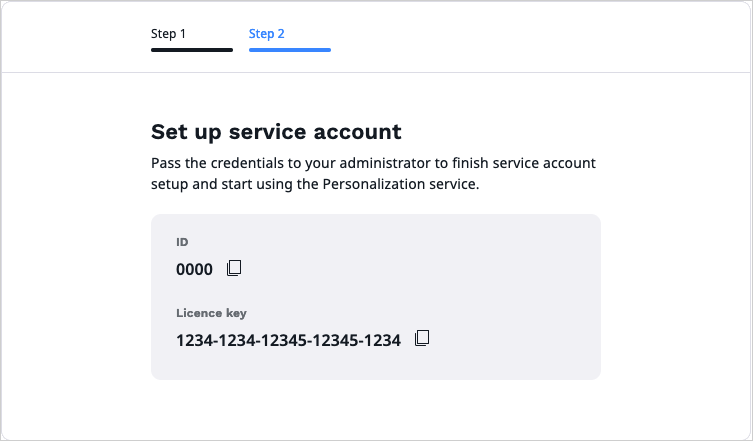 Step 1
Step 2
Set up service account
Pass the credentials to your administrator to finish service account
setup and start using the Personalization service.
ID
0000
Licence key
1234-1234-12345-12345-1234